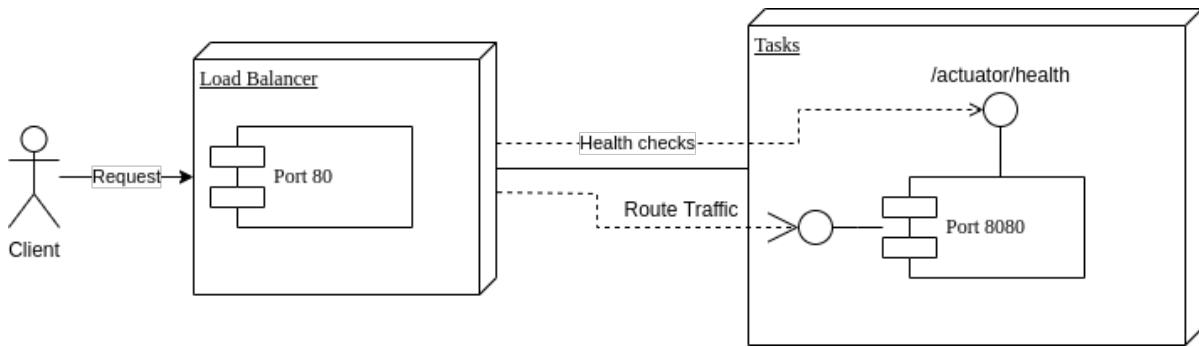 Tasks
/actuator/health
Load Balancer
Health checks
Request
Port 80
Route Traffic
Port 8080
Client